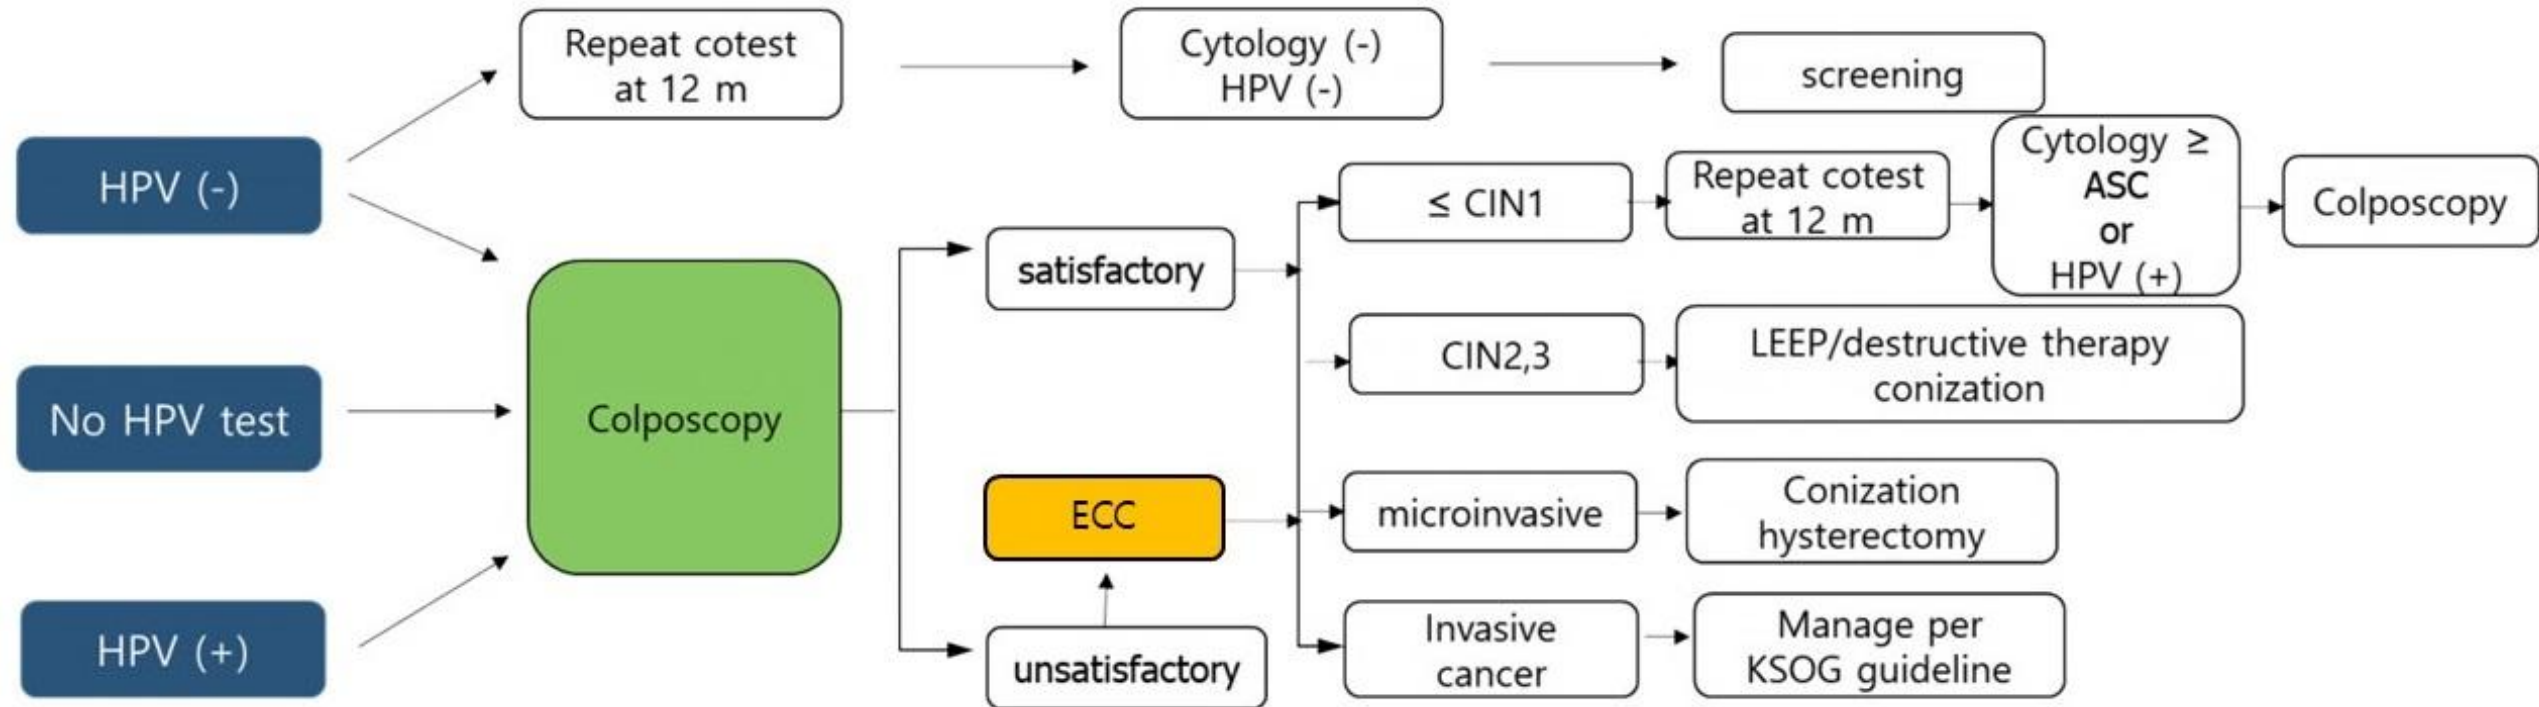 Repeat cotest
at 12 m
Cytology (-)
HPV (-)
screening
HPV (-)
≤ CIN1
Repeat cotest
at 12 m
Cytology ≥
ASC
or
HPV (+)
Colposcopy
satisfactory
CIN2,3
LEEP/destructive therapy
conization
No HPV test
Colposcopy
ECC
microinvasive
Conization
hysterectomy
HPV (+)
unsatisfactory
Invasive
cancer
Manage per
KSOG guideline